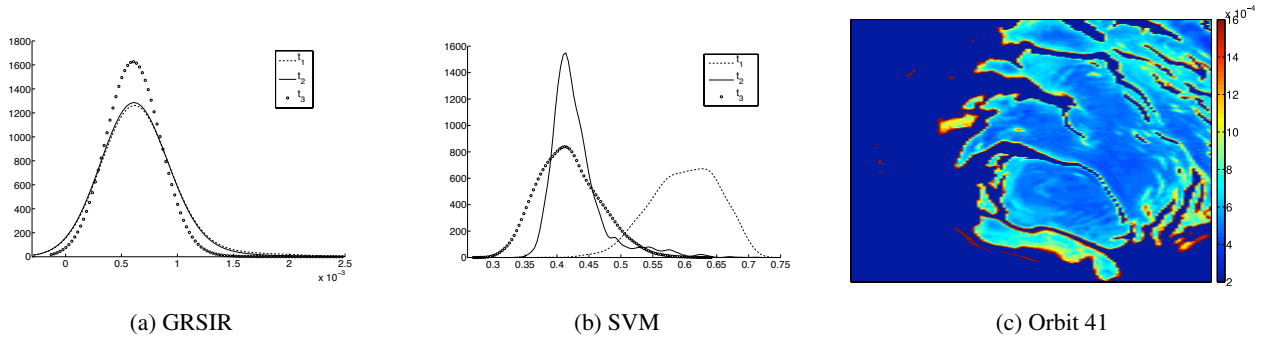 1800
1600
1400
1200
1000
800
600
400
200
0
0 0.5 1 1.5 2 2.5
x 10⁻³
t₁
t₂
t₃
(a) GRSIR
1600
1400
1200
1000
800
600
400
200
0
0.3 0.35 0.4 0.45 0.5 0.55 0.6 0.65 0.7 0.75
t₁
t₂
t₃
(b) SVM
x 10⁻⁴
16
14
12
10
8
6
4
2
(c) Orbit 41